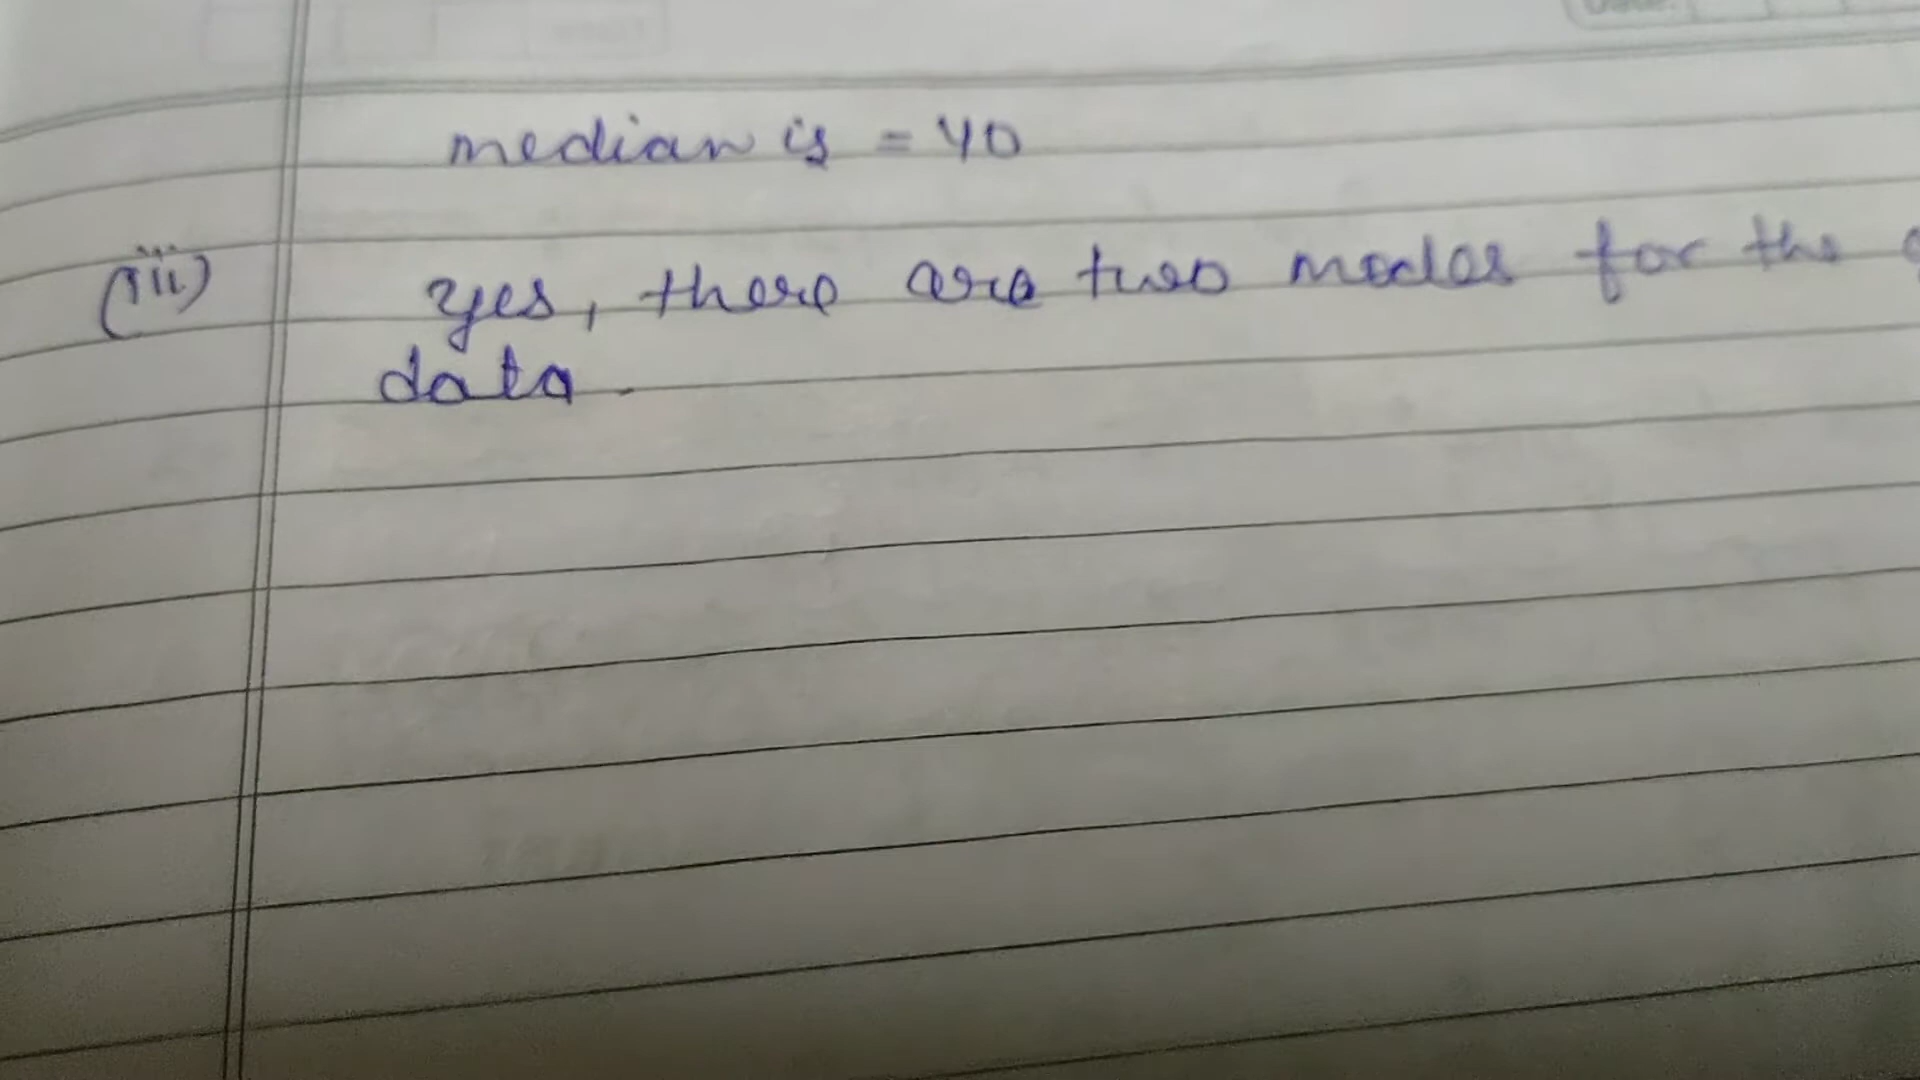 median is = 40
(iii) yes, there are two modes for the
data.